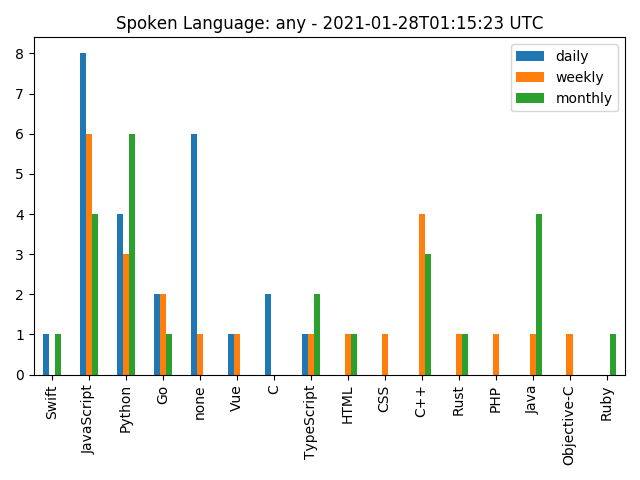 Spoken Language: any - 2021-01-28T01:15:23 UTC
daily
weekly
monthly
8
7
6
5
4
3
2
1
0
Swift
JavaScript
Python
Go
none
Vue
C
TypeScript
HTML
CSS
C++
Rust
PHP
Java
Objective-C
Ruby